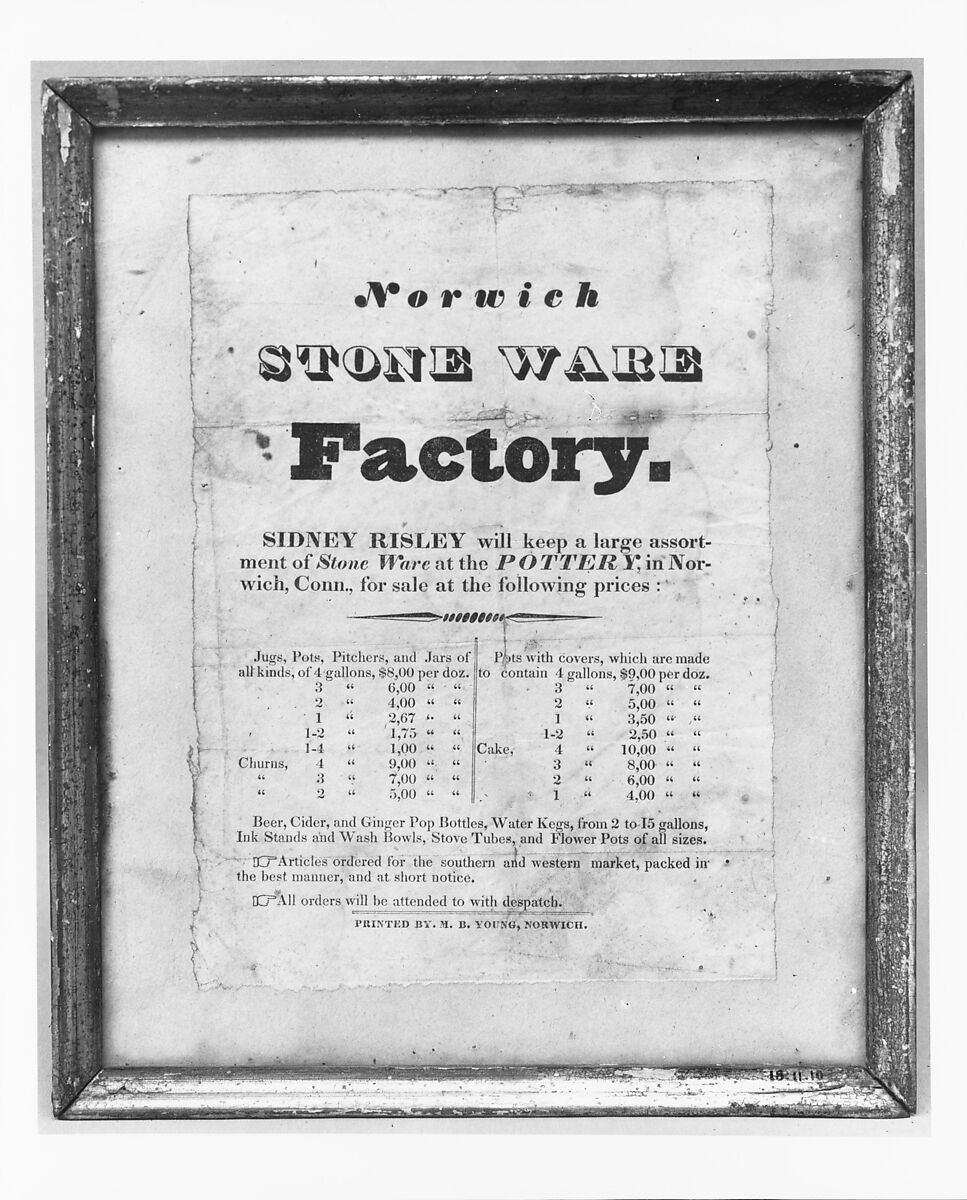 Norwich
STONE WARE
Factory.
SIDNEY RISLEY will keep a large assort-
ment of Stone Ware at the POTTERY, in Nor-
wich, Conn., for sale at the following prices :
Jugs, Pots, Pitchers, and Jars of
all kinds, of 4 gallons, $8,00 per doz.
3 “ 6,00 “ “
2 “ 4,00 “ “
1 “ 2,67 “ “
1-2 “ 1,75 “ “
1-4 “ 1,00 “ “
Churns, 4 “ 9,00 “ “
“ 3 “ 7,00 “ “
“ 2 “ 5,00 “ “
Pots with covers, which are made
to contain 4 gallons, $9,00 per doz.
3 “ 7,00 “ “
2 “ 5,00 “ “
1 “ 3,50 “ “
1-2 “ 2,50 “ “
Cake, 4 “ 10,00 “ “
3 “ 8,00 “ “
2 “ 6,00 “ “
1 “ 4,00 “ “
Beer, Cider, and Ginger Pop Bottles, Water Kegs, from 2 to 15 gallons,
Ink Stands and Wash Bowls, Stove Tubes, and Flower Pots of all sizes.
☞Articles ordered for the southern and western market, packed in
the best manner, and at short notice.
☞All orders will be attended to with despatch.
PRINTED BY. M. B. YOUNG, NORWICH.
18.11.10